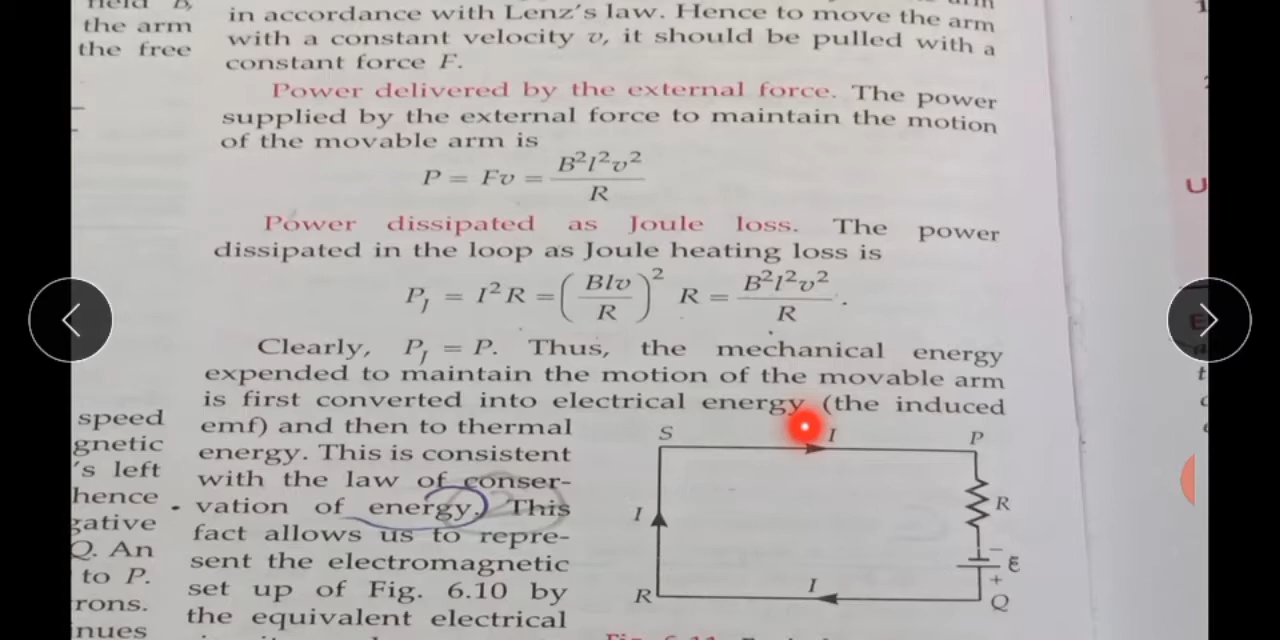 the arm
the free
in accordance with Lenz's law. Hence to move the arm
with a constant velocity v, it should be pulled with a
constant force F.
Power delivered by the external force. The power
supplied by the external force to maintain the motion
of the movable arm is
P = Fv = B²l²v² / R
Power dissipated as Joule loss. The power
dissipated in the loop as Joule heating loss is
P_J = I²R = (Blv / R)² R = B²l²v² / R .
Clearly, P_J = P. Thus, the mechanical energy
expended to maintain the motion of the movable arm
is first converted into electrical energy (the induced
emf) and then to thermal
energy. This is consistent
with the law of conser-
vation of energy. This
fact allows us to repre-
sent the electromagnetic
set up of Fig. 6.10 by
the equivalent electrical
speed
gnetic
's left
hence
gative
Q. An
to P.
rons.
inues
S I P
I R
− ε
+
R I Q
U